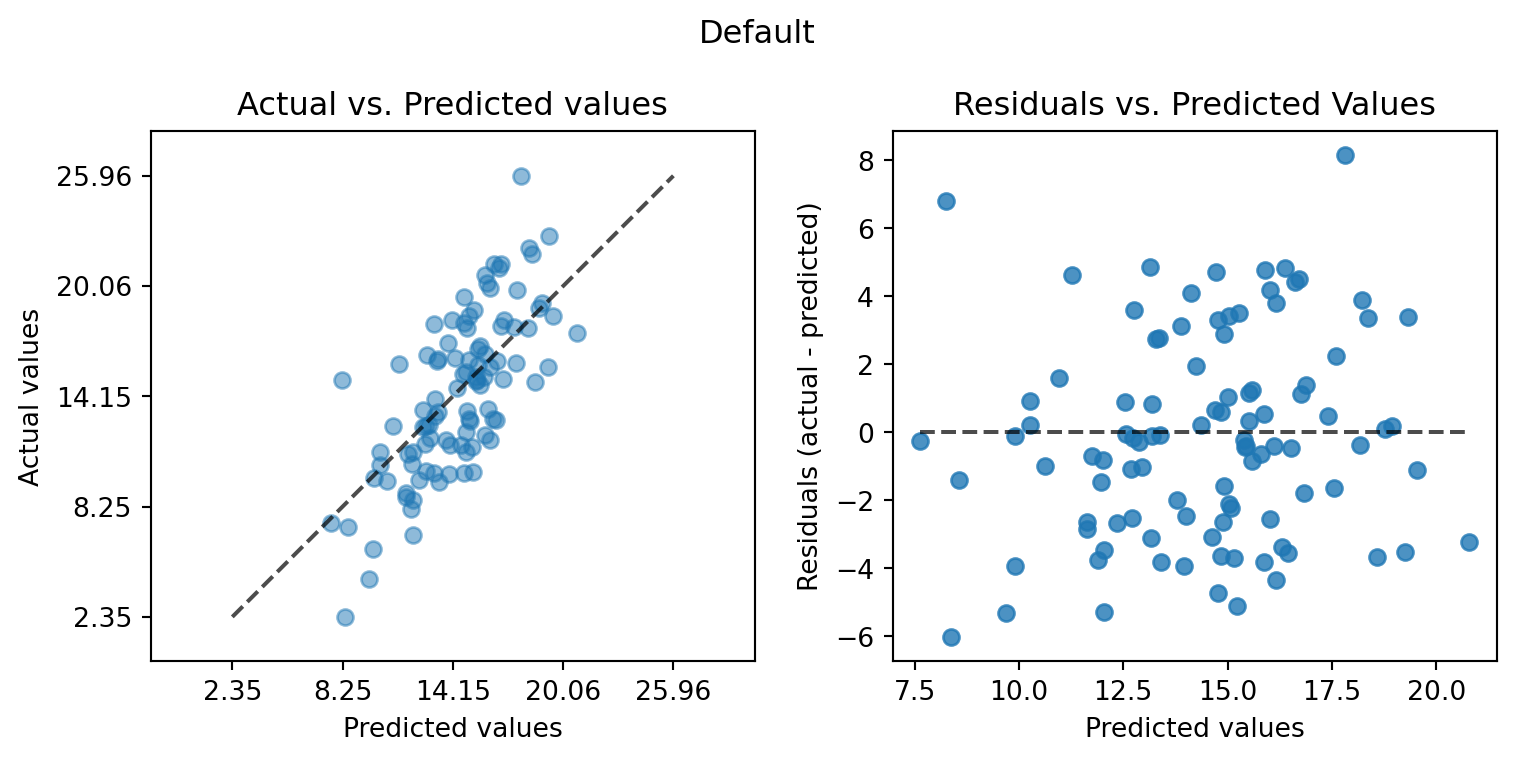 Default
Actual vs. Predicted values
Actual values
25.96
20.06
14.15
8.25
2.35
2.35 8.25 14.15 20.06 25.96
Predicted values
Residuals vs. Predicted Values
Residuals (actual - predicted)
8
6
4
2
0
−2
−4
−6
7.5 10.0 12.5 15.0 17.5 20.0
Predicted values